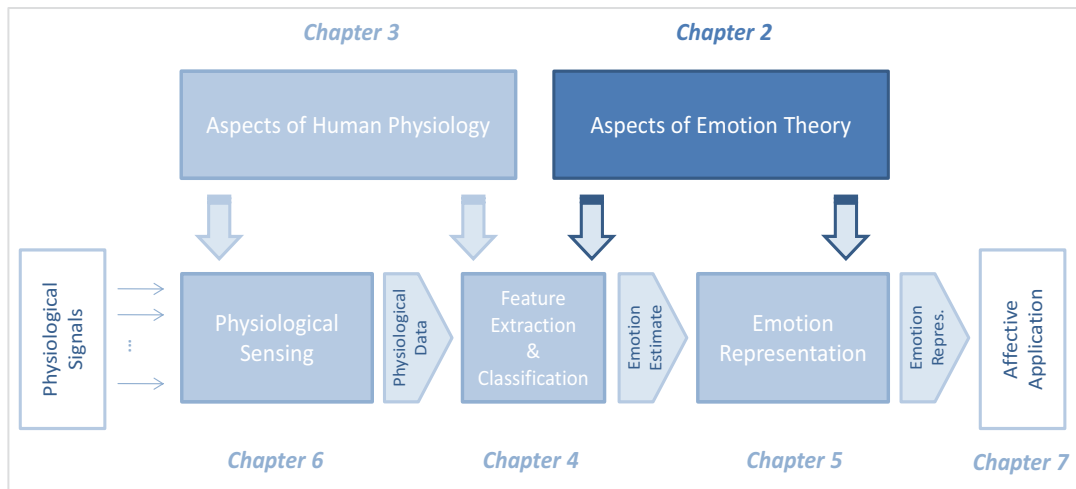 Chapter 3
Chapter 2
Aspects of Human Physiology
Aspects of Emotion Theory
Physiological
Signals
...
Physiological
Sensing
Physiological
Data
Feature
Extraction
&
Classification
Emotion
Estimate
Emotion
Representation
Emotion
Repres.
Affective
Application
Chapter 6
Chapter 4
Chapter 5
Chapter 7